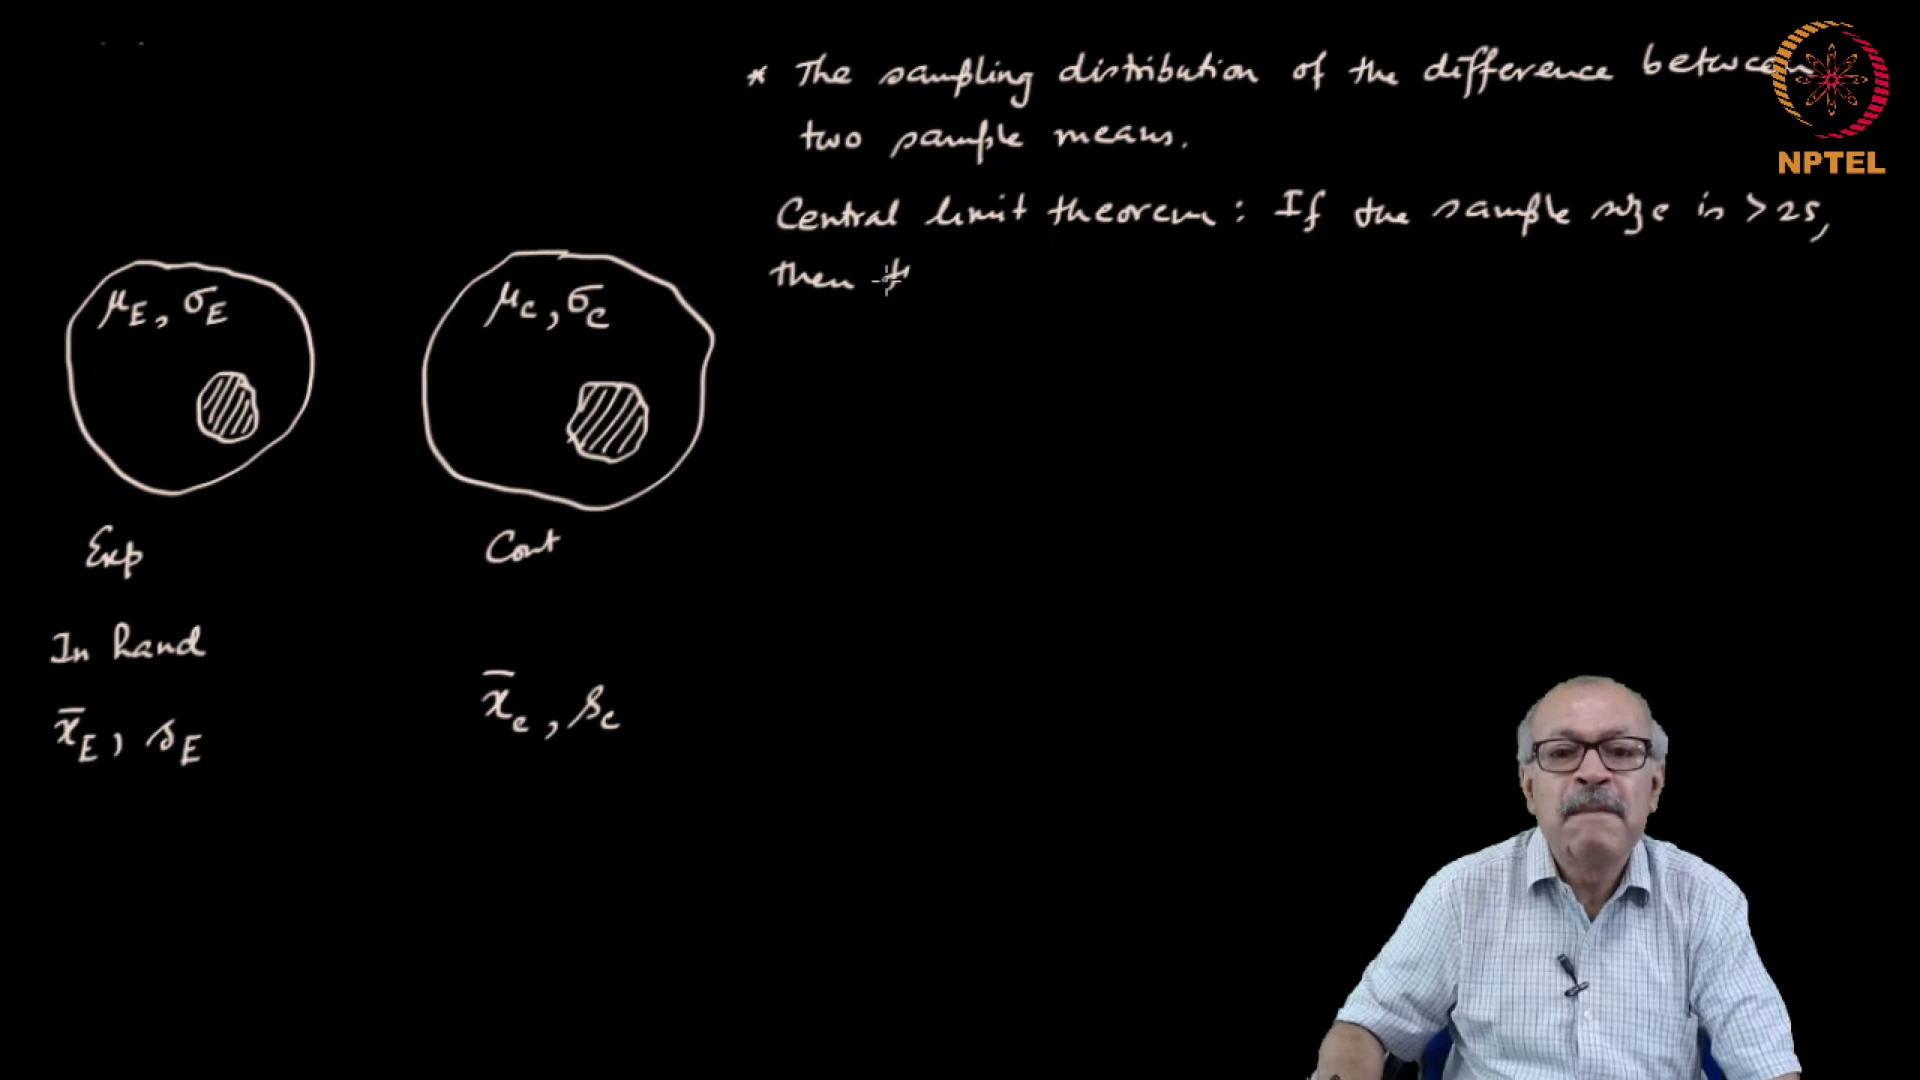 * The sampling distribution of the difference between
two sample means.
NPTEL
Central limit theorem : If the sample size is > 25,
then
μE, σE
μC, σC
Exp
Cont
In hand
x̄E, sE
x̄c, sc